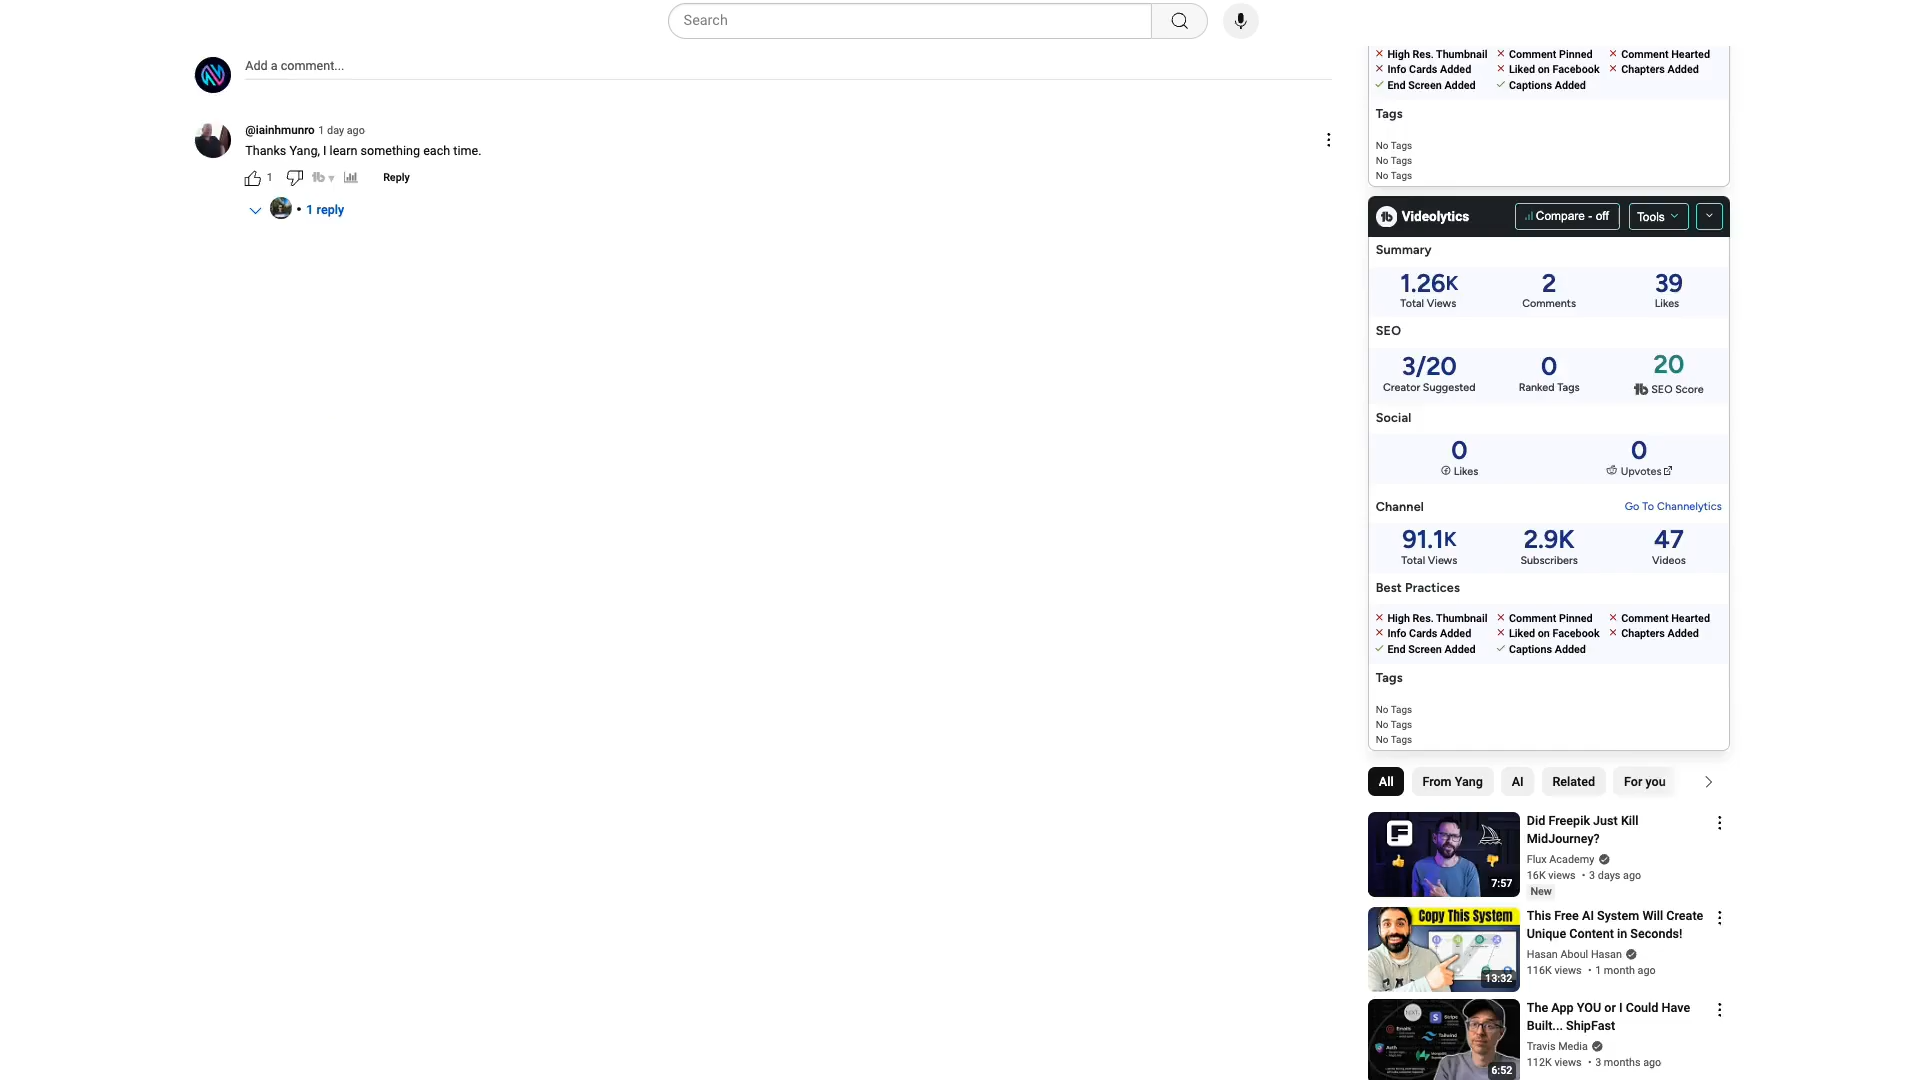 Search
Add a comment...
@iainhmunro 1 day ago
Thanks Yang, I learn something each time.
1
Reply
• 1 reply
High Res. Thumbnail Comment Pinned Comment Hearted
Info Cards Added Liked on Facebook Chapters Added
End Screen Added Captions Added
Tags
No Tags
No Tags
No Tags
Videolytics Compare - off Tools
Summary
1.26K 2 39
Total Views Comments Likes
SEO
3/20 0 20
Creator Suggested Ranked Tags SEO Score
Social
0 0
Likes Upvotes
Channel Go To Channelytics
91.1K 2.9K 47
Total Views Subscribers Videos
Best Practices
High Res. Thumbnail Comment Pinned Comment Hearted
Info Cards Added Liked on Facebook Chapters Added
End Screen Added Captions Added
Tags
No Tags
No Tags
No Tags
All From Yang AI Related For you
7:57
Did Freepik Just Kill
MidJourney?
Flux Academy
16K views • 3 days ago
New
Copy This System
13:32
This Free AI System Will Create
Unique Content in Seconds!
Hasan Aboul Hasan
116K views • 1 month ago
Stripe
Emails
Tailwind
Auth
6:52
The App YOU or I Could Have
Built... ShipFast
Travis Media
112K views • 3 months ago